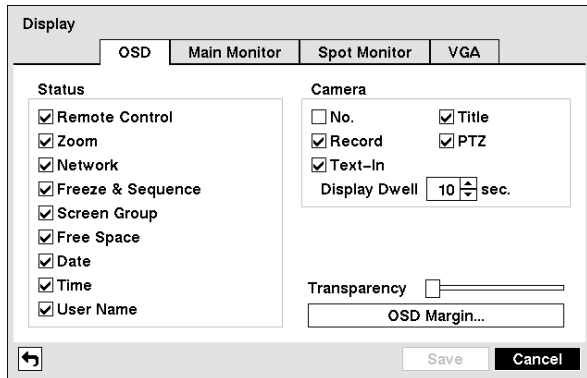 Display
OSD Main Monitor Spot Monitor VGA
Status
Remote Control
Zoom
Network
Freeze & Sequence
Screen Group
Free Space
Date
Time
User Name
Camera
No. Title
Record PTZ
Text-In
Display Dwell 10 sec.
Transparency
OSD Margin...
Save Cancel